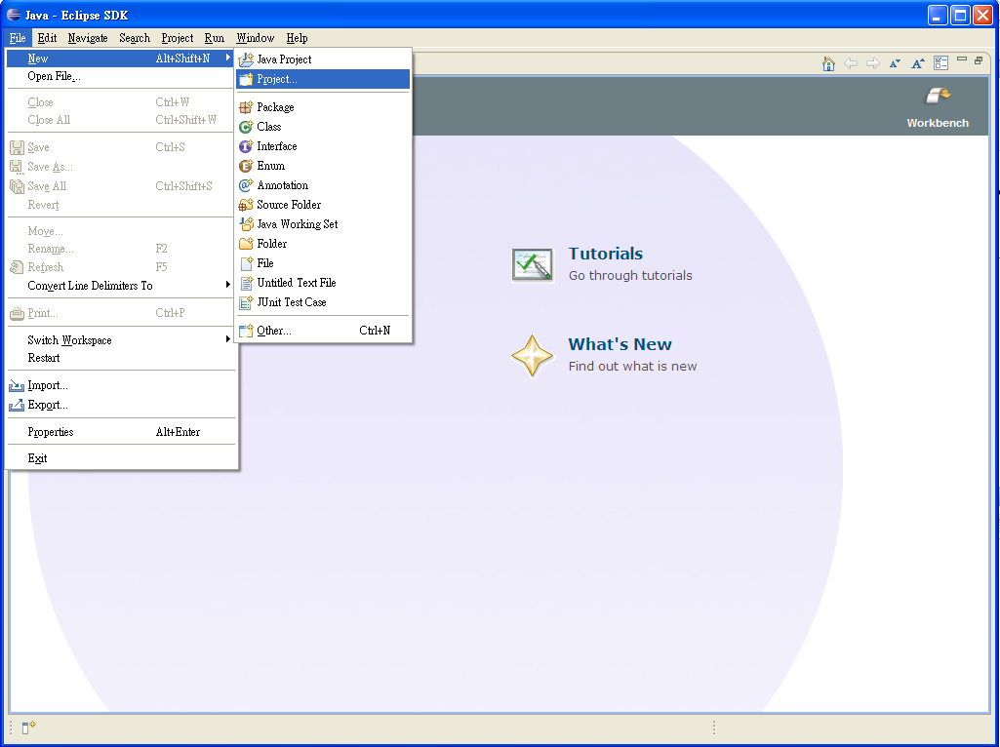 Java - Eclipse SDK
File Edit Navigate Search Project Run Window Help
New Alt+Shift+N
Open File...
Close Ctrl+W
Close All Ctrl+Shift+W
Save Ctrl+S
Save As...
Save All Ctrl+Shift+S
Revert
Move...
Rename... F2
Refresh F5
Convert Line Delimiters To
Print... Ctrl+P
Switch Workspace
Restart
Import...
Export...
Properties Alt+Enter
Exit
Java Project
Project...
Package
Class
Interface
Enum
Annotation
Source Folder
Java Working Set
Folder
File
Untitled Text File
JUnit Test Case
Other... Ctrl+N
Workbench
Tutorials
Go through tutorials
What's New
Find out what is new